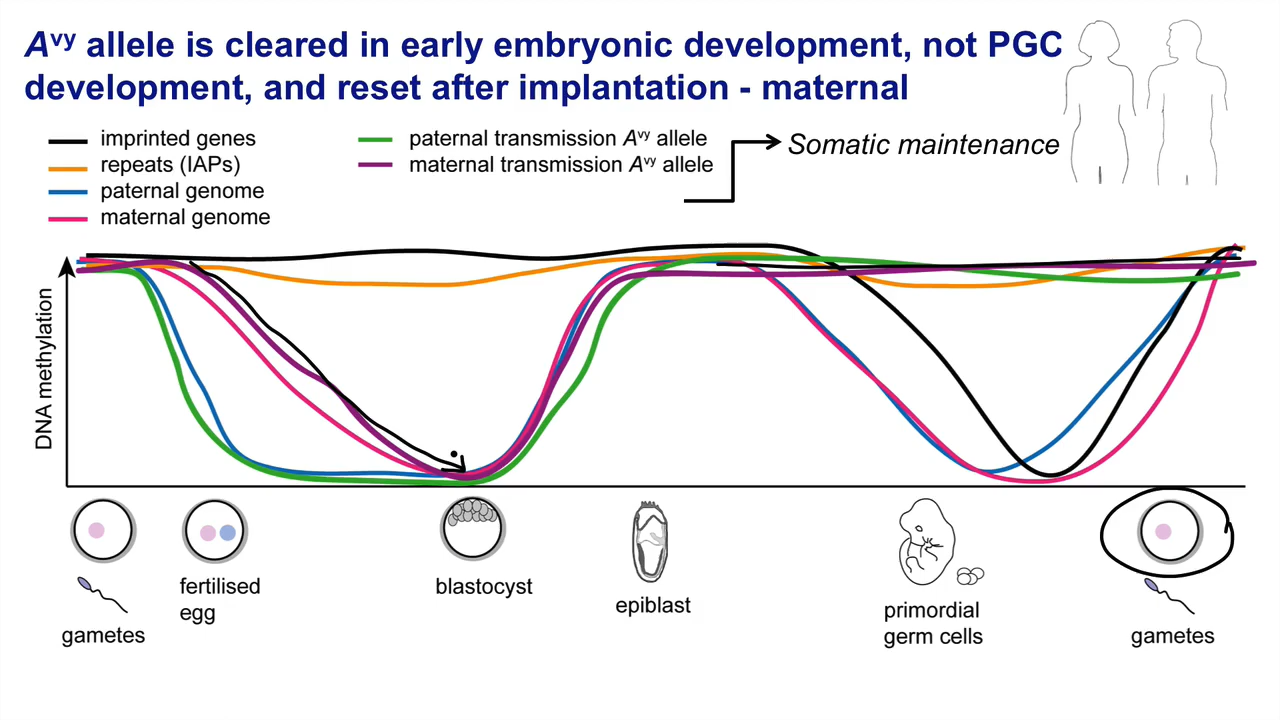 Avy allele is cleared in early embryonic development, not PGC
development, and reset after implantation - maternal
imprinted genes
repeats (IAPs)
paternal genome
maternal genome
paternal transmission Avy allele
maternal transmission Avy allele
Somatic maintenance
DNA methylation
gametes
fertilised
egg
blastocyst
epiblast
primordial
germ cells
gametes